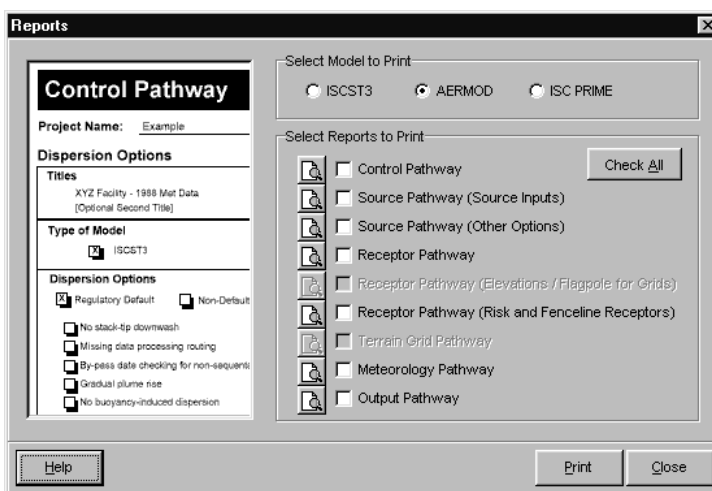 Reports
Control Pathway
Project Name: Example
Dispersion Options
Titles
XYZ Facility - 1988 Met Data
[Optional Second Title]
Type of Model
X ISCST3
Dispersion Options
X Regulatory Default Non-Default
No stack-tip downwash
Missing data processing routing
By-pass date checking for non-sequenta
Gradual plume rise
No buoyancy-induced dispersion
Select Model to Print
ISCST3 AERMOD ISC PRIME
Select Reports to Print
Check All
Control Pathway
Source Pathway (Source Inputs)
Source Pathway (Other Options)
Receptor Pathway
Receptor Pathway (Elevations / Flagpole for Grids)
Receptor Pathway (Risk and Fenceline Receptors)
Terrain Grid Pathway
Meteorology Pathway
Output Pathway
Help Print Close